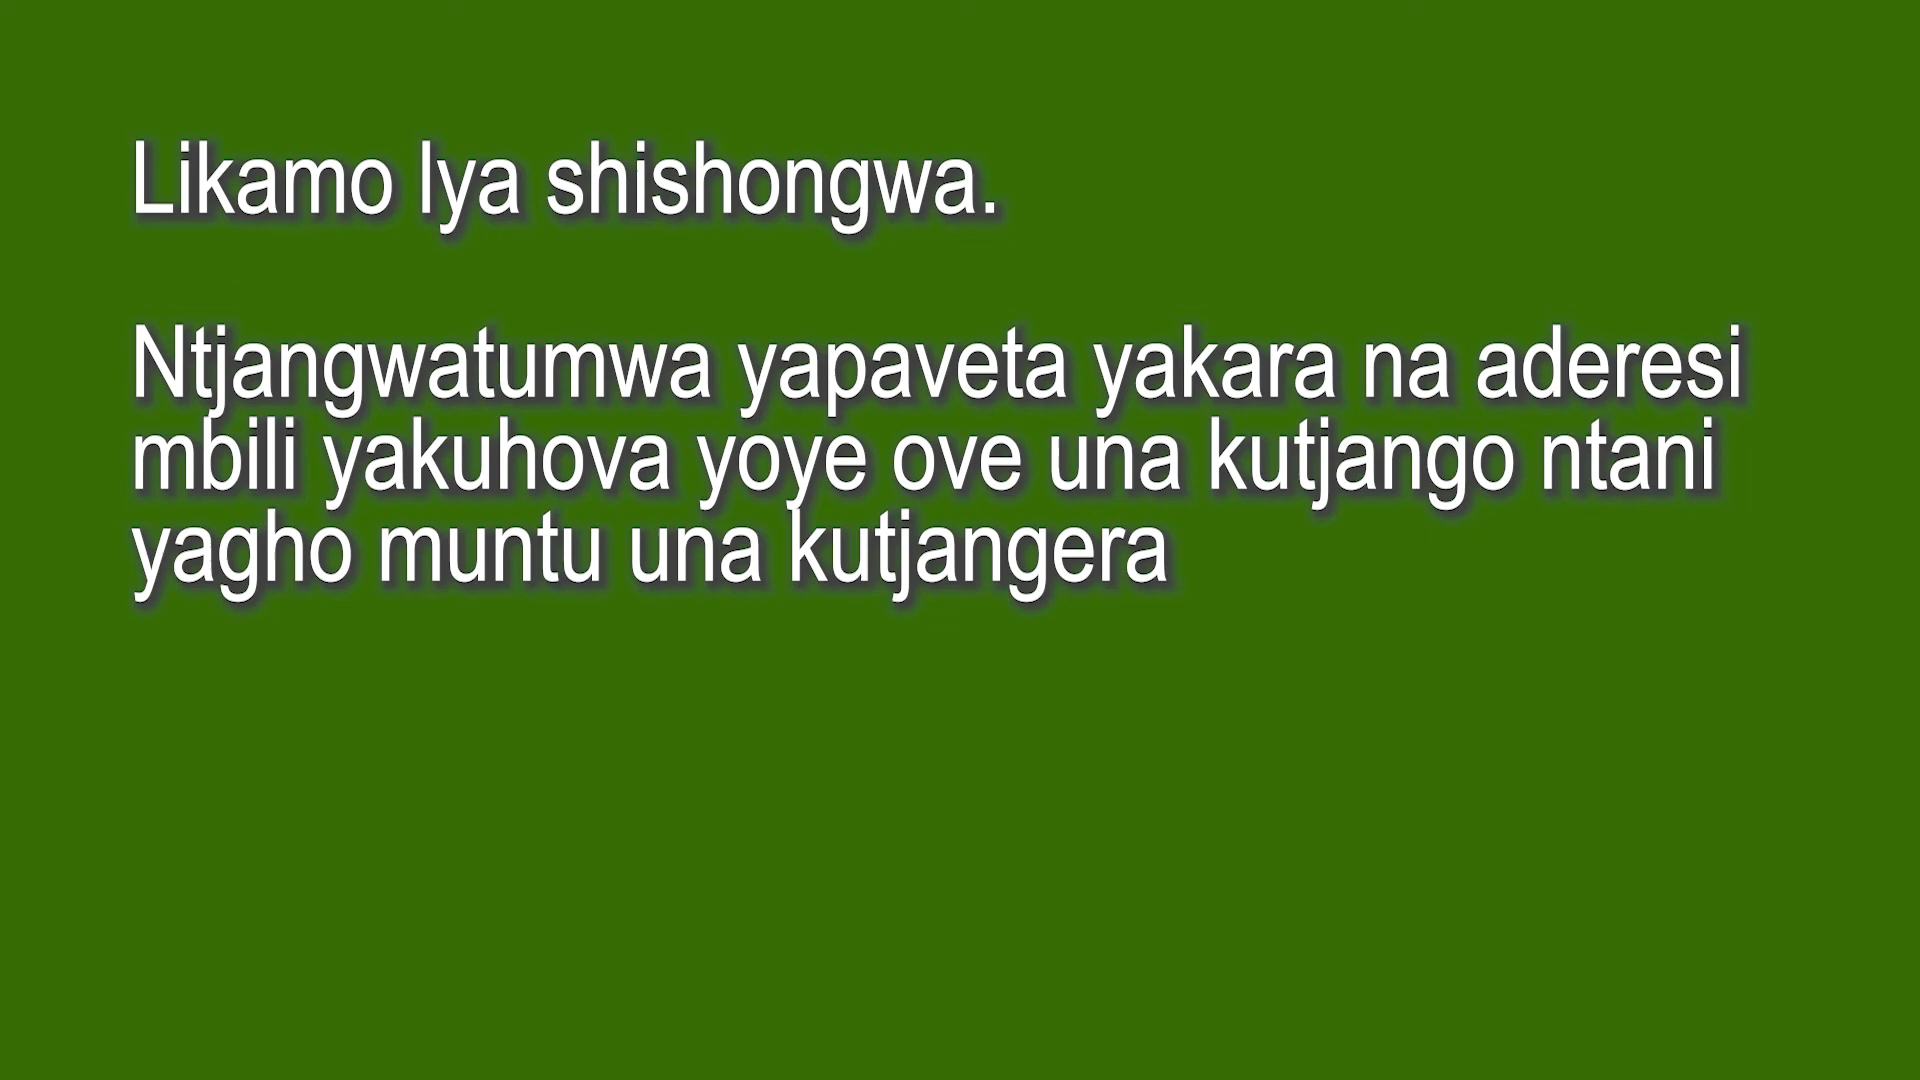 Likamo lya shishongwa.
Ntjangwatumwa yapaveta yakara na aderesi
mbili yakuhova yoye ove una kutjango ntani
yagho muntu una kutjangera